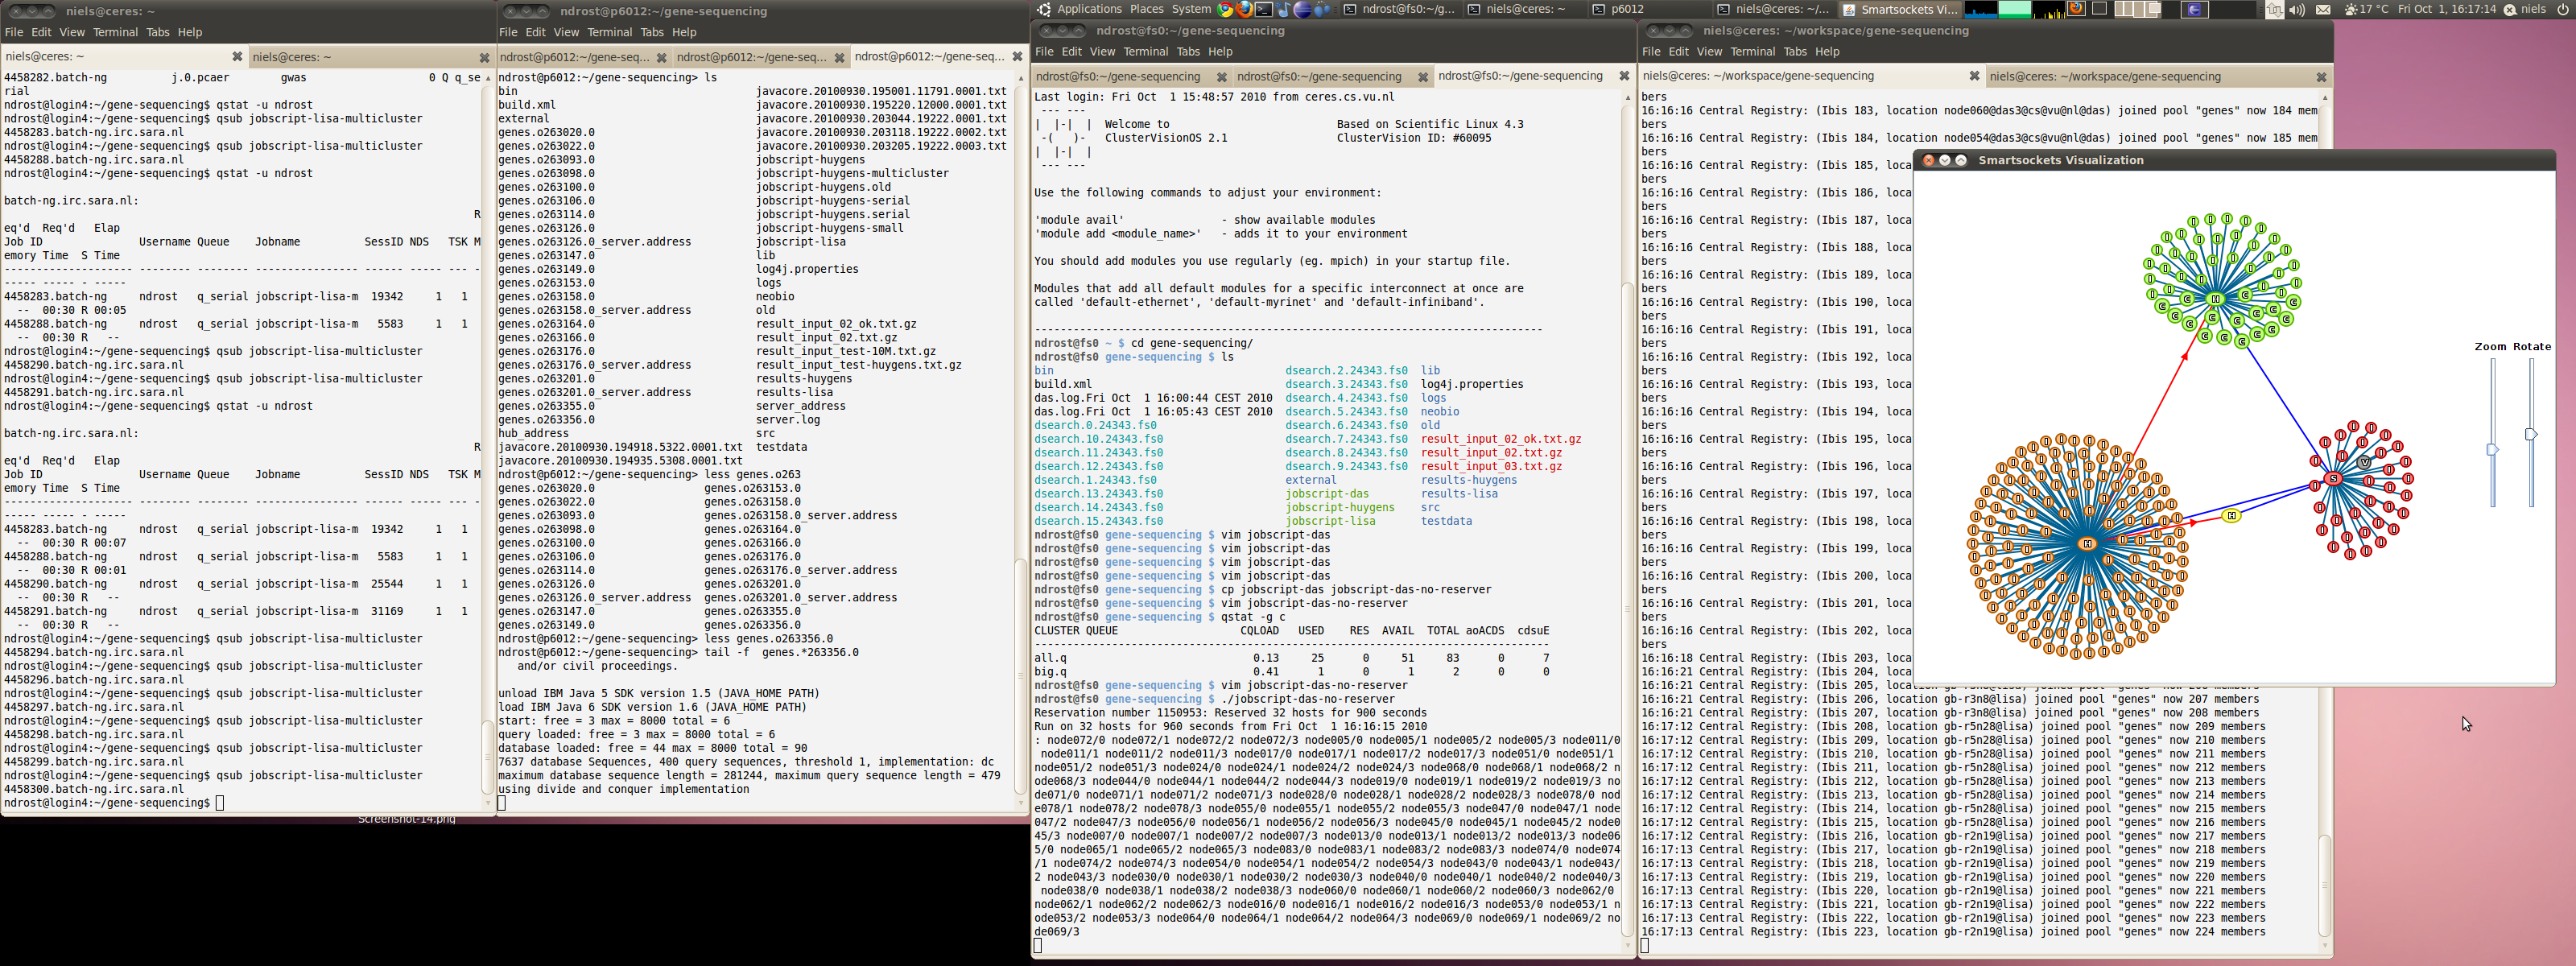 niels@ceres: ~
File Edit View Terminal Tabs Help
niels@ceres: ~
niels@ceres: ~
4458282.batch-ng j.0.pcaer gwas 0 Q q_se
rial
ndrost@login4:~/gene-sequencing$ qstat -u ndrost
ndrost@login4:~/gene-sequencing$ qsub jobscript-lisa-multicluster
4458283.batch-ng.irc.sara.nl
ndrost@login4:~/gene-sequencing$ qsub jobscript-lisa-multicluster
4458288.batch-ng.irc.sara.nl
ndrost@login4:~/gene-sequencing$ qstat -u ndrost
batch-ng.irc.sara.nl:
R
eq'd Req'd Elap
Job ID Username Queue Jobname SessID NDS TSK M
emory Time S Time
-------------------- -------- -------- ---------------- ------ ----- --- -
----- ----- - -----
4458283.batch-ng ndrost q_serial jobscript-lisa-m 19342 1 1
-- 00:30 R 00:05
4458288.batch-ng ndrost q_serial jobscript-lisa-m 5583 1 1
-- 00:30 R --
ndrost@login4:~/gene-sequencing$ qsub jobscript-lisa-multicluster
4458290.batch-ng.irc.sara.nl
ndrost@login4:~/gene-sequencing$ qsub jobscript-lisa-multicluster
4458291.batch-ng.irc.sara.nl
ndrost@login4:~/gene-sequencing$ qstat -u ndrost
batch-ng.irc.sara.nl:
R
eq'd Req'd Elap
Job ID Username Queue Jobname SessID NDS TSK M
emory Time S Time
-------------------- -------- -------- ---------------- ------ ----- --- -
----- ----- - -----
4458283.batch-ng ndrost q_serial jobscript-lisa-m 19342 1 1
-- 00:30 R 00:07
4458288.batch-ng ndrost q_serial jobscript-lisa-m 5583 1 1
-- 00:30 R 00:01
4458290.batch-ng ndrost q_serial jobscript-lisa-m 25544 1 1
-- 00:30 R --
4458291.batch-ng ndrost q_serial jobscript-lisa-m 31169 1 1
-- 00:30 R --
ndrost@login4:~/gene-sequencing$ qsub jobscript-lisa-multicluster
4458294.batch-ng.irc.sara.nl
ndrost@login4:~/gene-sequencing$ qsub jobscript-lisa-multicluster
4458296.batch-ng.irc.sara.nl
ndrost@login4:~/gene-sequencing$ qsub jobscript-lisa-multicluster
4458297.batch-ng.irc.sara.nl
ndrost@login4:~/gene-sequencing$ qsub jobscript-lisa-multicluster
4458298.batch-ng.irc.sara.nl
ndrost@login4:~/gene-sequencing$ qsub jobscript-lisa-multicluster
4458299.batch-ng.irc.sara.nl
ndrost@login4:~/gene-sequencing$ qsub jobscript-lisa-multicluster
4458300.batch-ng.irc.sara.nl
ndrost@login4:~/gene-sequencing$
Screenshot-14.png
ndrost@p6012:~/gene-sequencing
File Edit View Terminal Tabs Help
ndrost@p6012:~/gene-seq...
ndrost@p6012:~/gene-seq...
ndrost@p6012:~/gene-seq...
ndrost@p6012:~/gene-sequencing> ls
bin javacore.20100930.195001.11791.0001.txt
build.xml javacore.20100930.195220.12000.0001.txt
external javacore.20100930.203044.19222.0001.txt
genes.o263020.0 javacore.20100930.203118.19222.0002.txt
genes.o263022.0 javacore.20100930.203205.19222.0003.txt
genes.o263093.0 jobscript-huygens
genes.o263098.0 jobscript-huygens-multicluster
genes.o263100.0 jobscript-huygens.old
genes.o263106.0 jobscript-huygens-serial
genes.o263114.0 jobscript-huygens.serial
genes.o263126.0 jobscript-huygens-small
genes.o263126.0_server.address jobscript-lisa
genes.o263147.0 lib
genes.o263149.0 log4j.properties
genes.o263153.0 logs
genes.o263158.0 neobio
genes.o263158.0_server.address old
genes.o263164.0 result_input_02_ok.txt.gz
genes.o263166.0 result_input_02.txt.gz
genes.o263176.0 result_input_test-10M.txt.gz
genes.o263176.0_server.address result_input_test-huygens.txt.gz
genes.o263201.0 results-huygens
genes.o263201.0_server.address results-lisa
genes.o263355.0 server_address
genes.o263356.0 server.log
hub_address src
javacore.20100930.194918.5322.0001.txt testdata
javacore.20100930.194935.5308.0001.txt
ndrost@p6012:~/gene-sequencing> less genes.o263
genes.o263020.0 genes.o263153.0
genes.o263022.0 genes.o263158.0
genes.o263093.0 genes.o263158.0_server.address
genes.o263098.0 genes.o263164.0
genes.o263100.0 genes.o263166.0
genes.o263106.0 genes.o263176.0
genes.o263114.0 genes.o263176.0_server.address
genes.o263126.0 genes.o263201.0
genes.o263126.0_server.address genes.o263201.0_server.address
genes.o263147.0 genes.o263355.0
genes.o263149.0 genes.o263356.0
ndrost@p6012:~/gene-sequencing> less genes.o263356.0
ndrost@p6012:~/gene-sequencing> tail -f genes.*263356.0
and/or civil proceedings.
unload IBM Java 5 SDK version 1.5 (JAVA_HOME PATH)
load IBM Java 6 SDK version 1.6 (JAVA_HOME PATH)
start: free = 3 max = 8000 total = 6
query loaded: free = 3 max = 8000 total = 6
database loaded: free = 44 max = 8000 total = 90
7637 database Sequences, 400 query sequences, threshold 1, implementation: dc
maximum database sequence length = 281244, maximum query sequence length = 479
using divide and conquer implementation
Applications Places System
ndrost@fs0:~/g... niels@ceres: ~ p6012 niels@ceres: ~/... Smartsockets Vi... 17 °C Fri Oct 1, 16:17:14 niels
ndrost@fs0:~/gene-sequencing
File Edit View Terminal Tabs Help
ndrost@fs0:~/gene-sequencing
ndrost@fs0:~/gene-sequencing
ndrost@fs0:~/gene-sequencing
Last login: Fri Oct 1 15:48:57 2010 from ceres.cs.vu.nl
--- ---
| |-| | Welcome to Based on Scientific Linux 4.3
-( )- ClusterVisionOS 2.1 ClusterVision ID: #60095
| |-| |
--- ---
Use the following commands to adjust your environment:
'module avail' - show available modules
'module add <module_name>' - adds it to your environment
You should add modules you use regularly (eg. mpich) in your startup file.
Modules that add all default modules for a specific interconnect at once are
called 'default-ethernet', 'default-myrinet' and 'default-infiniband'.
---------------------------------------------------------------------------
ndrost@fs0 ~ $ cd gene-sequencing/
ndrost@fs0 gene-sequencing $ ls
bin dsearch.2.24343.fs0 lib
build.xml dsearch.3.24343.fs0 log4j.properties
das.log.Fri Oct 1 16:00:44 CEST 2010 dsearch.4.24343.fs0 logs
das.log.Fri Oct 1 16:05:43 CEST 2010 dsearch.5.24343.fs0 neobio
dsearch.0.24343.fs0 dsearch.6.24343.fs0 old
dsearch.10.24343.fs0 dsearch.7.24343.fs0 result_input_02_ok.txt.gz
dsearch.11.24343.fs0 dsearch.8.24343.fs0 result_input_02.txt.gz
dsearch.12.24343.fs0 dsearch.9.24343.fs0 result_input_03.txt.gz
dsearch.1.24343.fs0 external results-huygens
dsearch.13.24343.fs0 jobscript-das results-lisa
dsearch.14.24343.fs0 jobscript-huygens src
dsearch.15.24343.fs0 jobscript-lisa testdata
ndrost@fs0 gene-sequencing $ vim jobscript-das
ndrost@fs0 gene-sequencing $ vim jobscript-das
ndrost@fs0 gene-sequencing $ vim jobscript-das
ndrost@fs0 gene-sequencing $ vim jobscript-das
ndrost@fs0 gene-sequencing $ cp jobscript-das jobscript-das-no-reserver
ndrost@fs0 gene-sequencing $ vim jobscript-das-no-reserver
ndrost@fs0 gene-sequencing $ qstat -g c
CLUSTER QUEUE CQLOAD USED RES AVAIL TOTAL aoACDS cdsuE
----------------------------------------------------------------------------
all.q 0.13 25 0 51 83 0 7
big.q 0.41 1 0 1 2 0 0
ndrost@fs0 gene-sequencing $ vim jobscript-das-no-reserver
ndrost@fs0 gene-sequencing $ ./jobscript-das-no-reserver
Reservation number 1150953: Reserved 32 hosts for 900 seconds
Run on 32 hosts for 960 seconds from Fri Oct 1 16:16:15 2010
: node072/0 node072/1 node072/2 node072/3 node005/0 node005/1 node005/2 node005/3 node011/0
node011/1 node011/2 node011/3 node017/0 node017/1 node017/2 node017/3 node051/0 node051/1
node051/2 node051/3 node024/0 node024/1 node024/2 node024/3 node068/0 node068/1 node068/2 n
ode068/3 node044/0 node044/1 node044/2 node044/3 node019/0 node019/1 node019/2 node019/3 no
de071/0 node071/1 node071/2 node071/3 node028/0 node028/1 node028/2 node028/3 node078/0 nod
e078/1 node078/2 node078/3 node055/0 node055/1 node055/2 node055/3 node047/0 node047/1 node
047/2 node047/3 node056/0 node056/1 node056/2 node056/3 node045/0 node045/1 node045/2 node0
45/3 node007/0 node007/1 node007/2 node007/3 node013/0 node013/1 node013/2 node013/3 node06
5/0 node065/1 node065/2 node065/3 node083/0 node083/1 node083/2 node083/3 node074/0 node074
/1 node074/2 node074/3 node054/0 node054/1 node054/2 node054/3 node043/0 node043/1 node043/
2 node043/3 node030/0 node030/1 node030/2 node030/3 node040/0 node040/1 node040/2 node040/3
node038/0 node038/1 node038/2 node038/3 node060/0 node060/1 node060/2 node060/3 node062/0
node062/1 node062/2 node062/3 node016/0 node016/1 node016/2 node016/3 node053/0 node053/1 n
ode053/2 node053/3 node064/0 node064/1 node064/2 node064/3 node069/0 node069/1 node069/2 no
de069/3
niels@ceres: ~/workspace/gene-sequencing
File Edit View Terminal Tabs Help
niels@ceres: ~/workspace/gene-sequencing
niels@ceres: ~/workspace/gene-sequencing
bers
16:16:16 Central Registry: (Ibis 183, location node060@das3@cs@vu@nl@das) joined pool "genes" now 184 mem
bers
16:16:16 Central Registry: (Ibis 184, location node054@das3@cs@vu@nl@das) joined pool "genes" now 185 mem
bers
16:16:16 Central Registry: (Ibis 185, loca
bers
16:16:16 Central Registry: (Ibis 186, loca
bers
16:16:16 Central Registry: (Ibis 187, loca
bers
16:16:16 Central Registry: (Ibis 188, loca
bers
16:16:16 Central Registry: (Ibis 189, loca
bers
16:16:16 Central Registry: (Ibis 190, loca
bers
16:16:16 Central Registry: (Ibis 191, loca
bers
16:16:16 Central Registry: (Ibis 192, loca
bers
16:16:16 Central Registry: (Ibis 193, loca
bers
16:16:16 Central Registry: (Ibis 194, loca
bers
16:16:16 Central Registry: (Ibis 195, loca
bers
16:16:16 Central Registry: (Ibis 196, loca
bers
16:16:16 Central Registry: (Ibis 197, loca
bers
16:16:16 Central Registry: (Ibis 198, loca
bers
16:16:16 Central Registry: (Ibis 199, loca
bers
16:16:16 Central Registry: (Ibis 200, loca
bers
16:16:16 Central Registry: (Ibis 201, loca
bers
16:16:16 Central Registry: (Ibis 202, loca
bers
16:16:18 Central Registry: (Ibis 203, loca
16:16:21 Central Registry: (Ibis 204, loca
16:16:21 Central Registry: (Ibis 205, location gb-r3n8@lisa) joined pool "genes" now 206 members
16:16:21 Central Registry: (Ibis 206, location gb-r3n8@lisa) joined pool "genes" now 207 members
16:16:21 Central Registry: (Ibis 207, location gb-r3n8@lisa) joined pool "genes" now 208 members
16:17:12 Central Registry: (Ibis 208, location gb-r5n28@lisa) joined pool "genes" now 209 members
16:17:12 Central Registry: (Ibis 209, location gb-r5n28@lisa) joined pool "genes" now 210 members
16:17:12 Central Registry: (Ibis 210, location gb-r5n28@lisa) joined pool "genes" now 211 members
16:17:12 Central Registry: (Ibis 211, location gb-r5n28@lisa) joined pool "genes" now 212 members
16:17:12 Central Registry: (Ibis 212, location gb-r5n28@lisa) joined pool "genes" now 213 members
16:17:12 Central Registry: (Ibis 213, location gb-r5n28@lisa) joined pool "genes" now 214 members
16:17:12 Central Registry: (Ibis 214, location gb-r5n28@lisa) joined pool "genes" now 215 members
16:17:12 Central Registry: (Ibis 215, location gb-r5n28@lisa) joined pool "genes" now 216 members
16:17:12 Central Registry: (Ibis 216, location gb-r2n19@lisa) joined pool "genes" now 217 members
16:17:13 Central Registry: (Ibis 217, location gb-r2n19@lisa) joined pool "genes" now 218 members
16:17:13 Central Registry: (Ibis 218, location gb-r2n19@lisa) joined pool "genes" now 219 members
16:17:13 Central Registry: (Ibis 219, location gb-r2n19@lisa) joined pool "genes" now 220 members
16:17:13 Central Registry: (Ibis 220, location gb-r2n19@lisa) joined pool "genes" now 221 members
16:17:13 Central Registry: (Ibis 221, location gb-r2n19@lisa) joined pool "genes" now 222 members
16:17:13 Central Registry: (Ibis 222, location gb-r2n19@lisa) joined pool "genes" now 223 members
16:17:13 Central Registry: (Ibis 223, location gb-r2n19@lisa) joined pool "genes" now 224 members
Smartsockets Visualization
Zoom Rotate
H
H
H
S
V